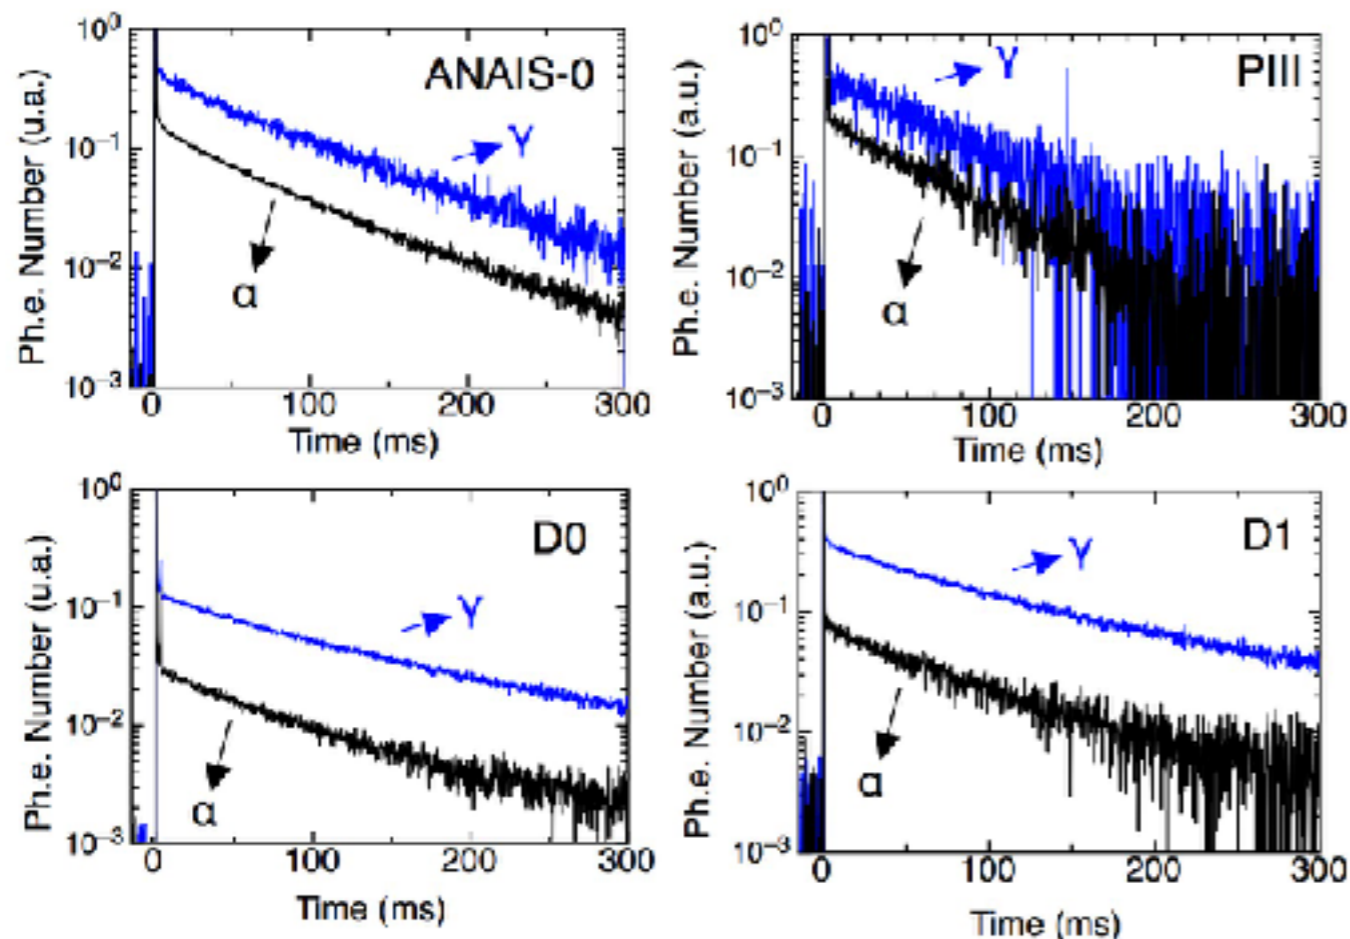 ANAIS-0
Ph.e. Number (u.a.)
10⁰
10⁻¹
10⁻²
10⁻³
γ
α
0 100 200 300
Time (ms)
PIII
Ph.e. Number (a.u.)
10⁰
10⁻¹
10⁻²
10⁻³
γ
α
0 100 200 300
Time (ms)
D0
Ph.e. Number (u.a.)
10⁰
10⁻¹
10⁻²
10⁻³
γ
α
0 100 200 300
Time (ms)
D1
Ph.e. Number (a.u.)
10⁰
10⁻¹
10⁻²
10⁻³
γ
α
0 100 200 300
Time (ms)